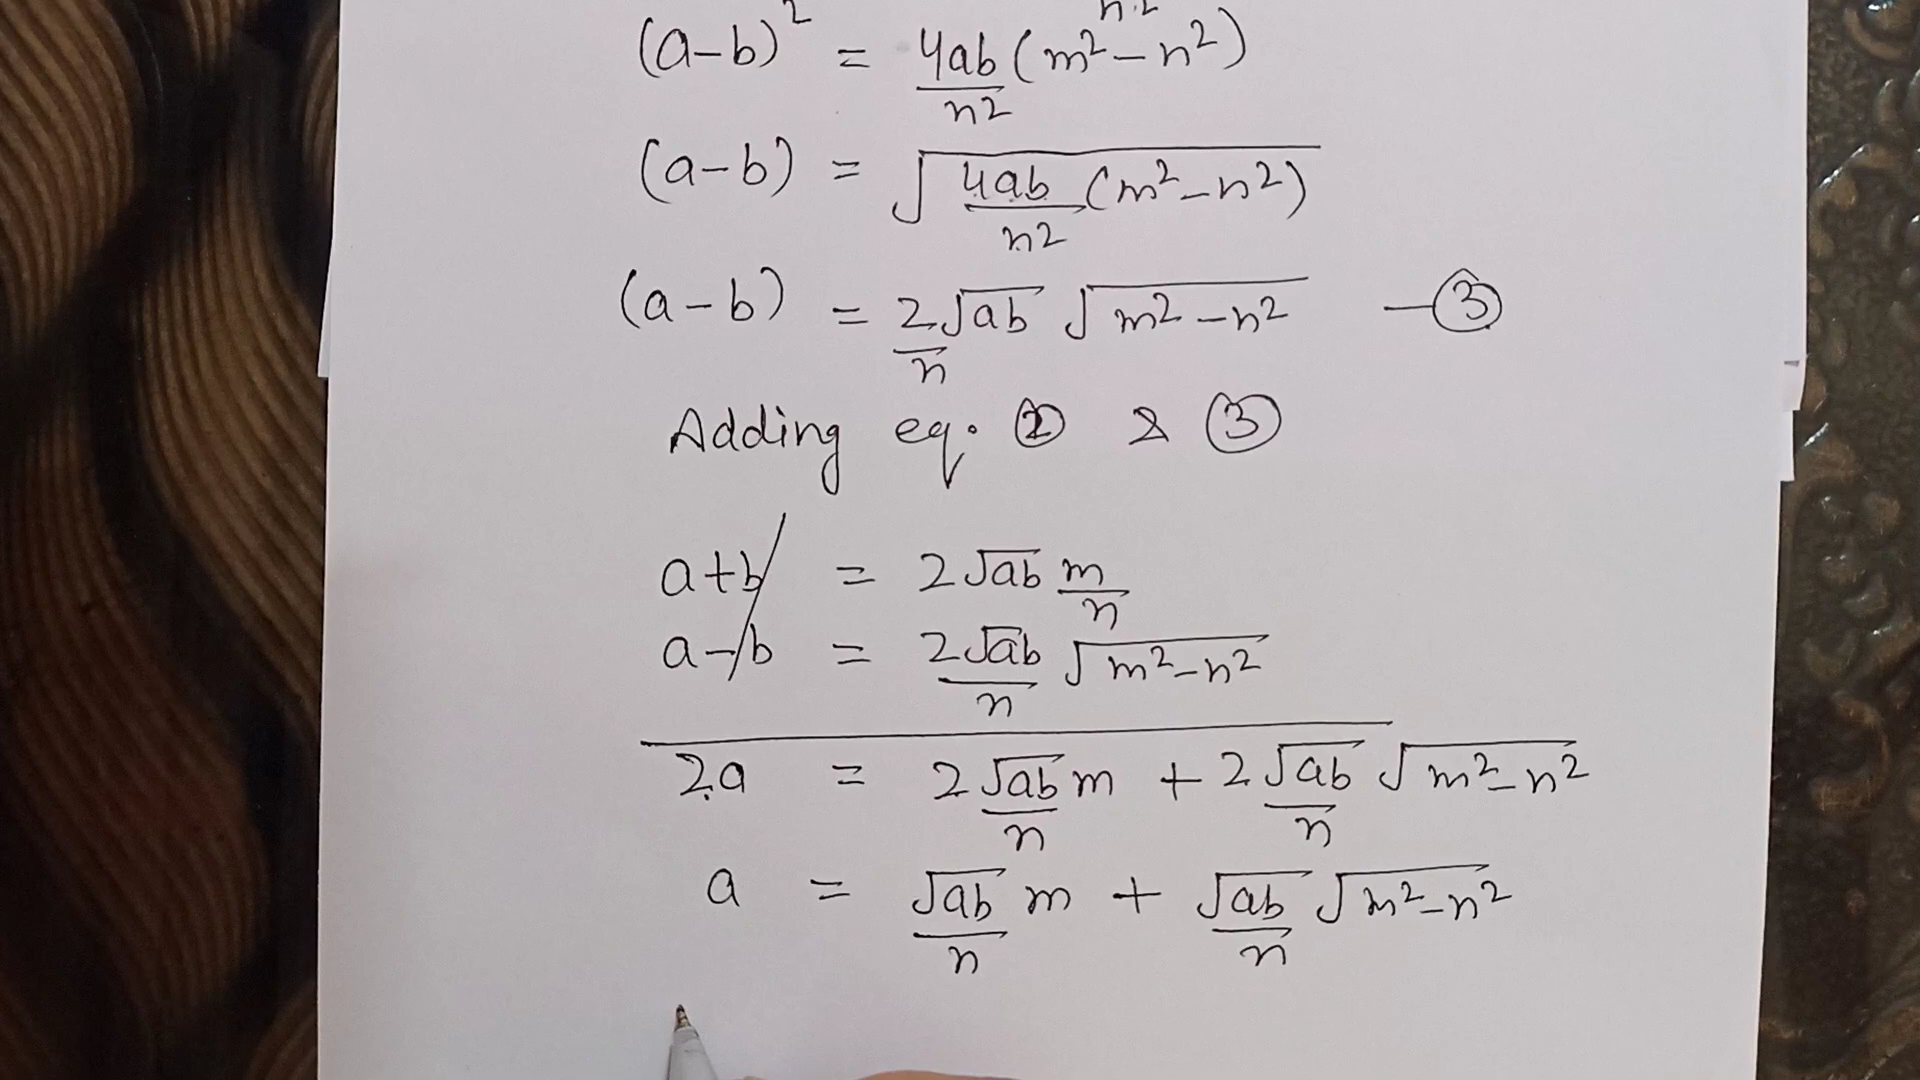 (a-b)² = 4ab/n2 (m²-n²)
(a-b) = √(4ab/n2 (m²-n²))
(a-b) = 2/n √ab √(m²-n²) —③
Adding eq. ② & ③
a+b = 2√ab m/n
a-b = 2√ab/n √(m²-n²)
2a = 2√ab/n m + 2√ab/n √(m²-n²)
a = √ab/n m + √ab/n √(m²-n²)